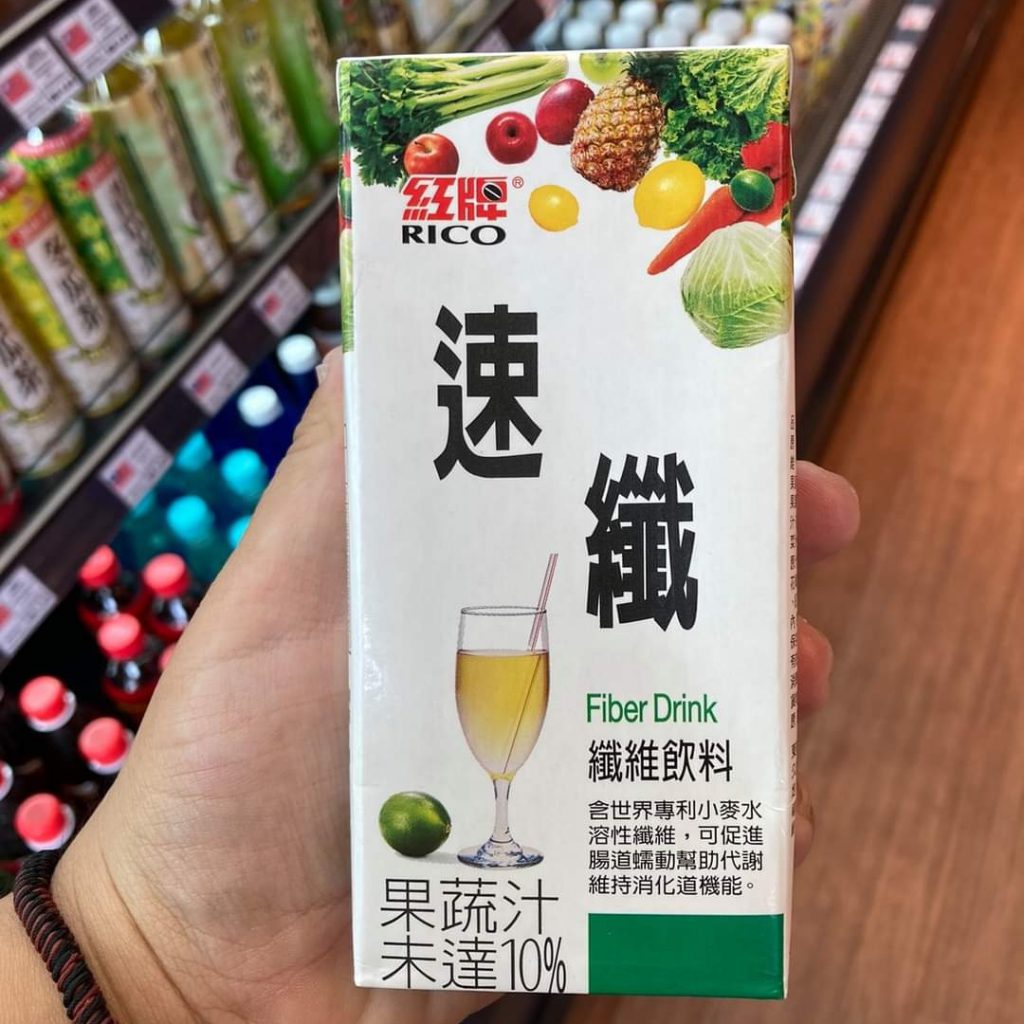 紅牌®
RICO
速
纖
Fiber Drink
纖維飲料
含世界專利小麥水
溶性纖維，可促進
腸道蠕動幫助代謝
維持消化道機能。
果蔬汁
未達10%